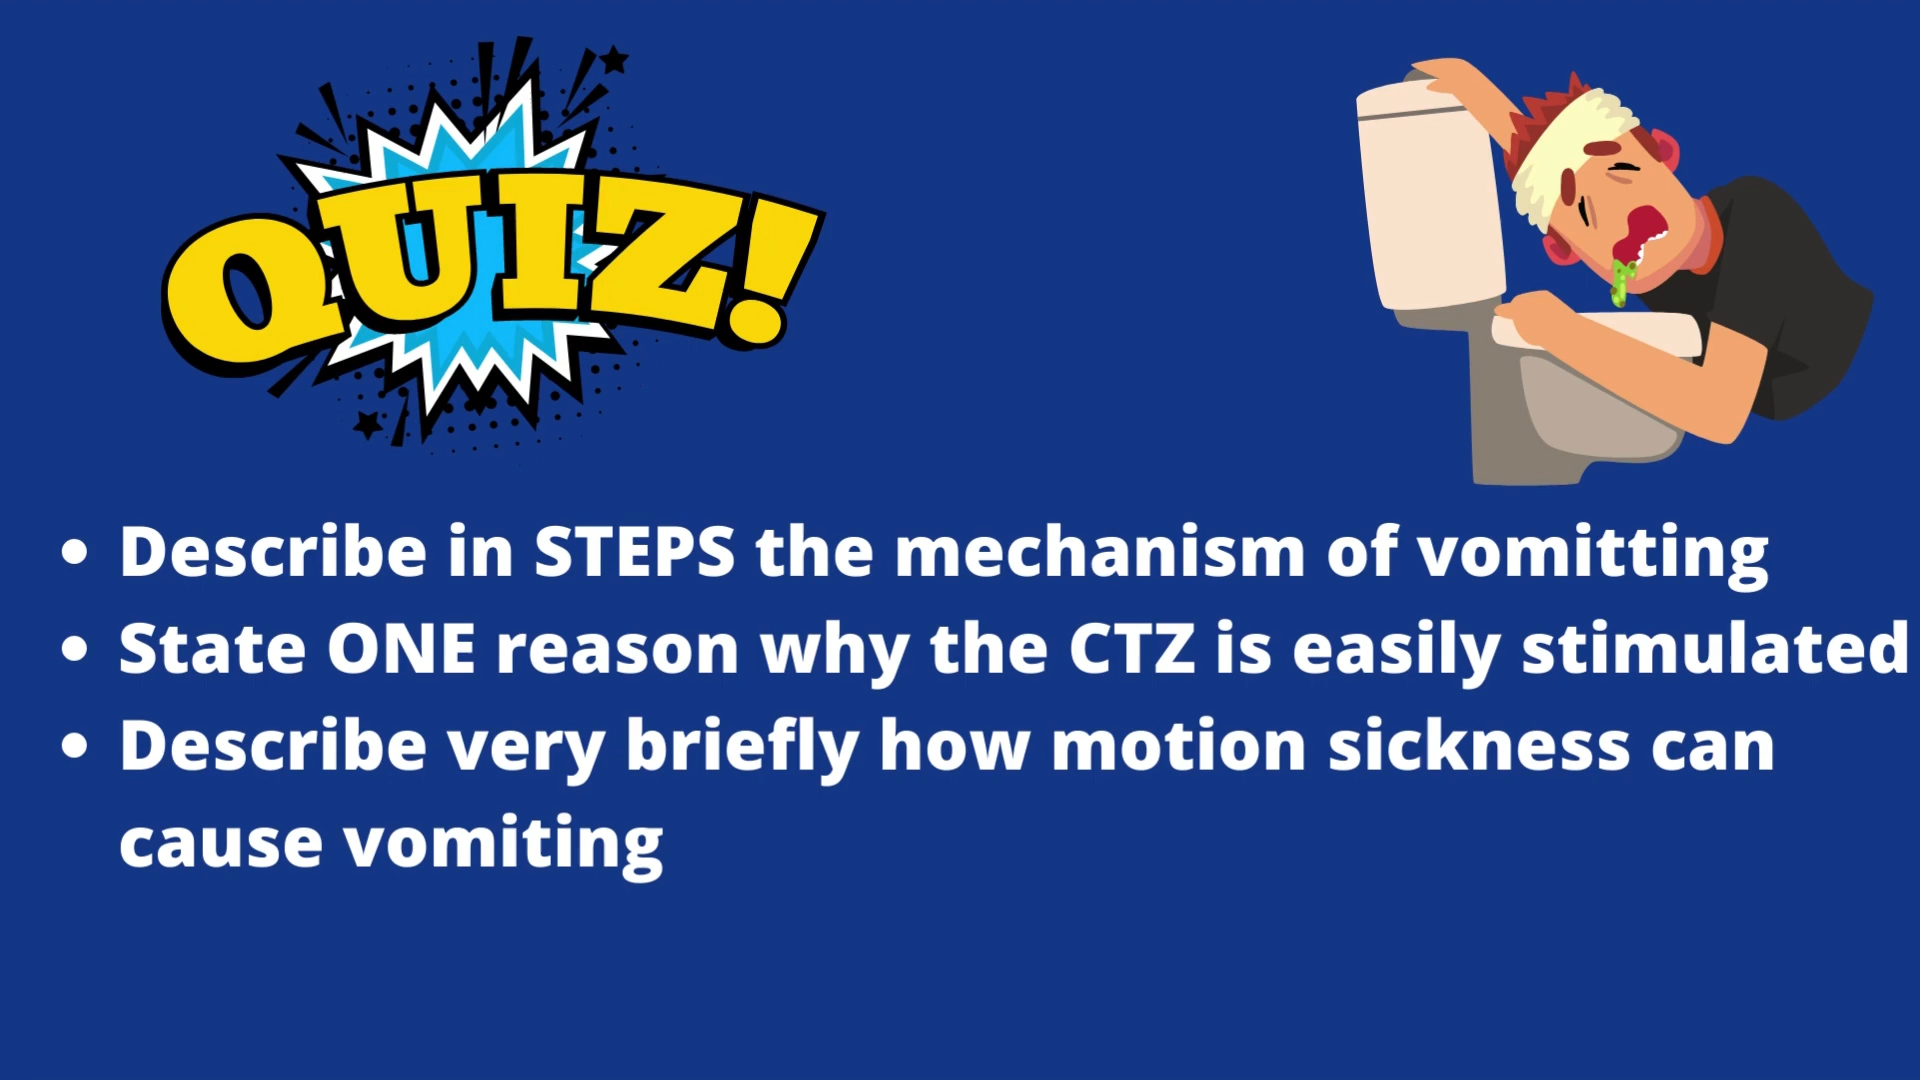 QUIZ!
• Describe in STEPS the mechanism of vomitting
• State ONE reason why the CTZ is easily stimulated
• Describe very briefly how motion sickness can
cause vomiting